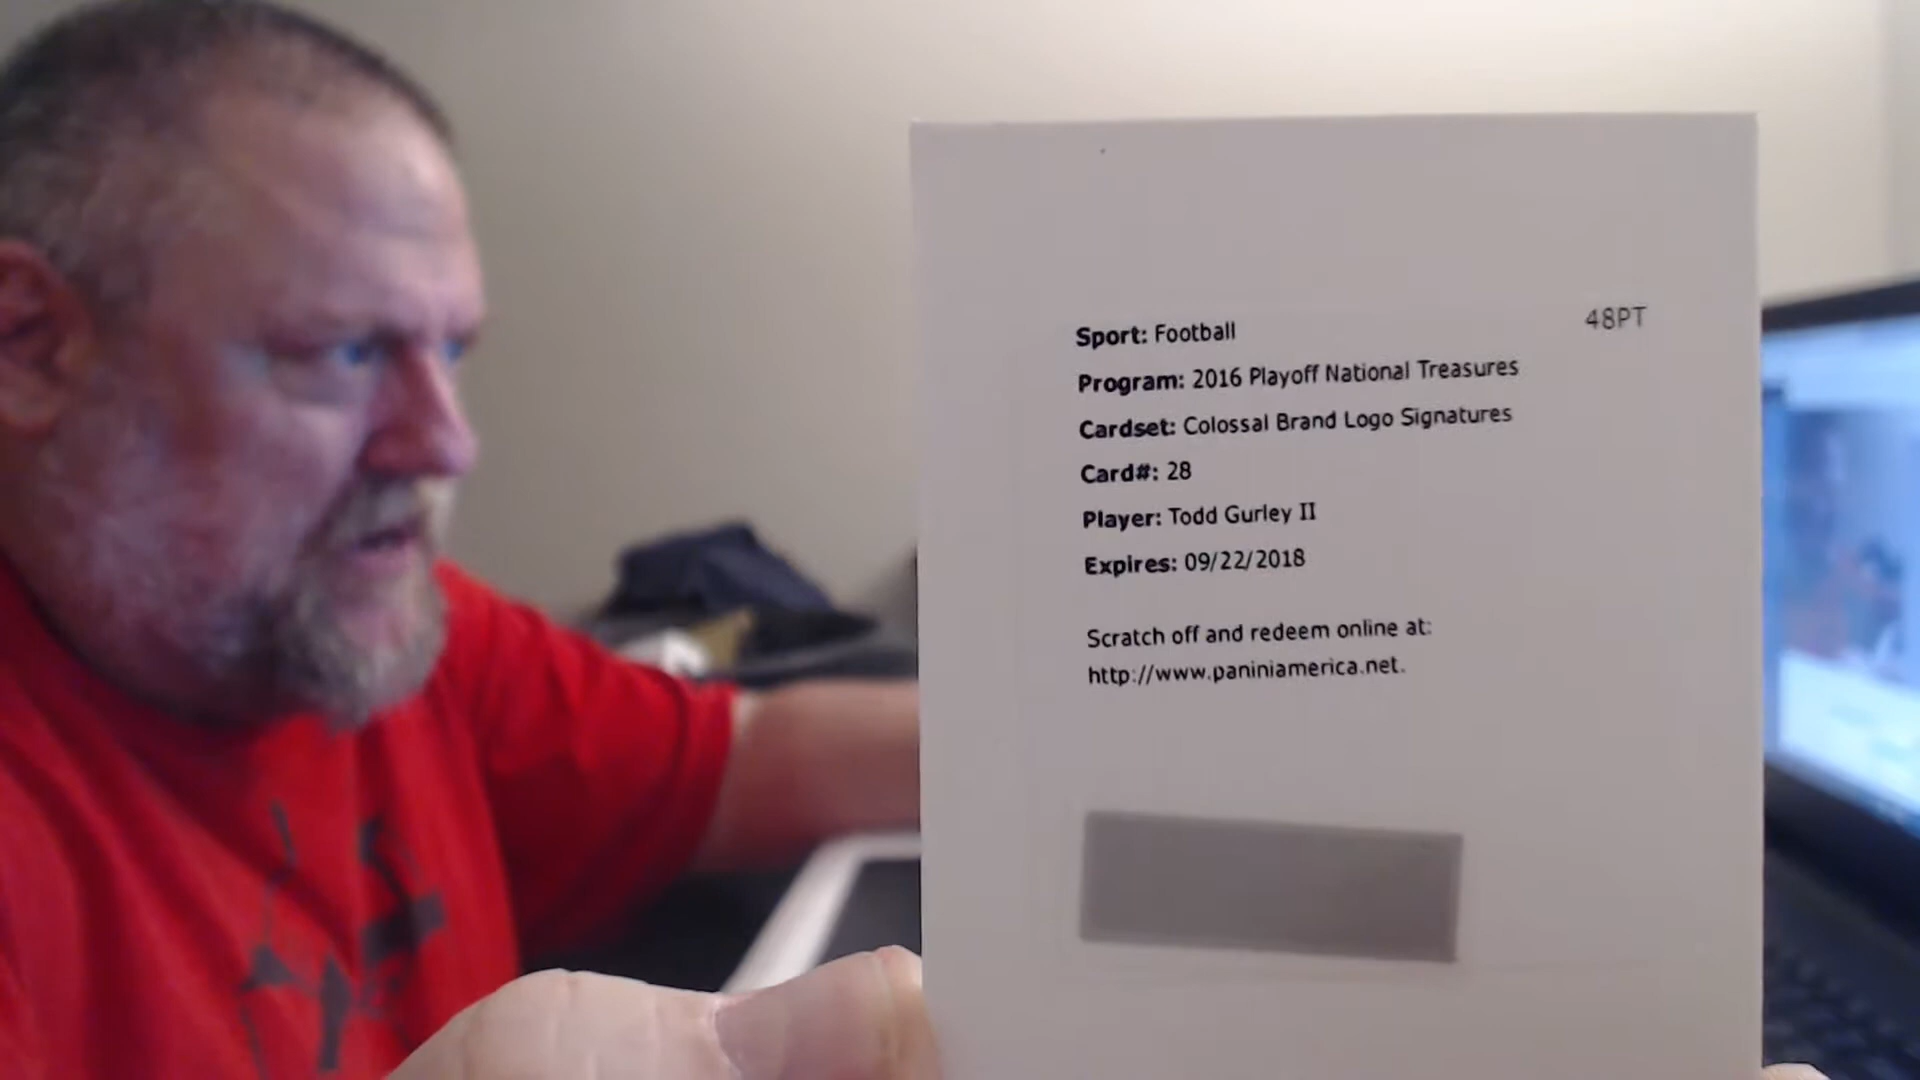 48PT
Sport: Football
Program: 2016 Playoff National Treasures
Cardset: Colossal Brand Logo Signatures
Card#: 28
Player: Todd Gurley II
Expires: 09/22/2018
Scratch off and redeem online at:
http://www.paniniamerica.net.